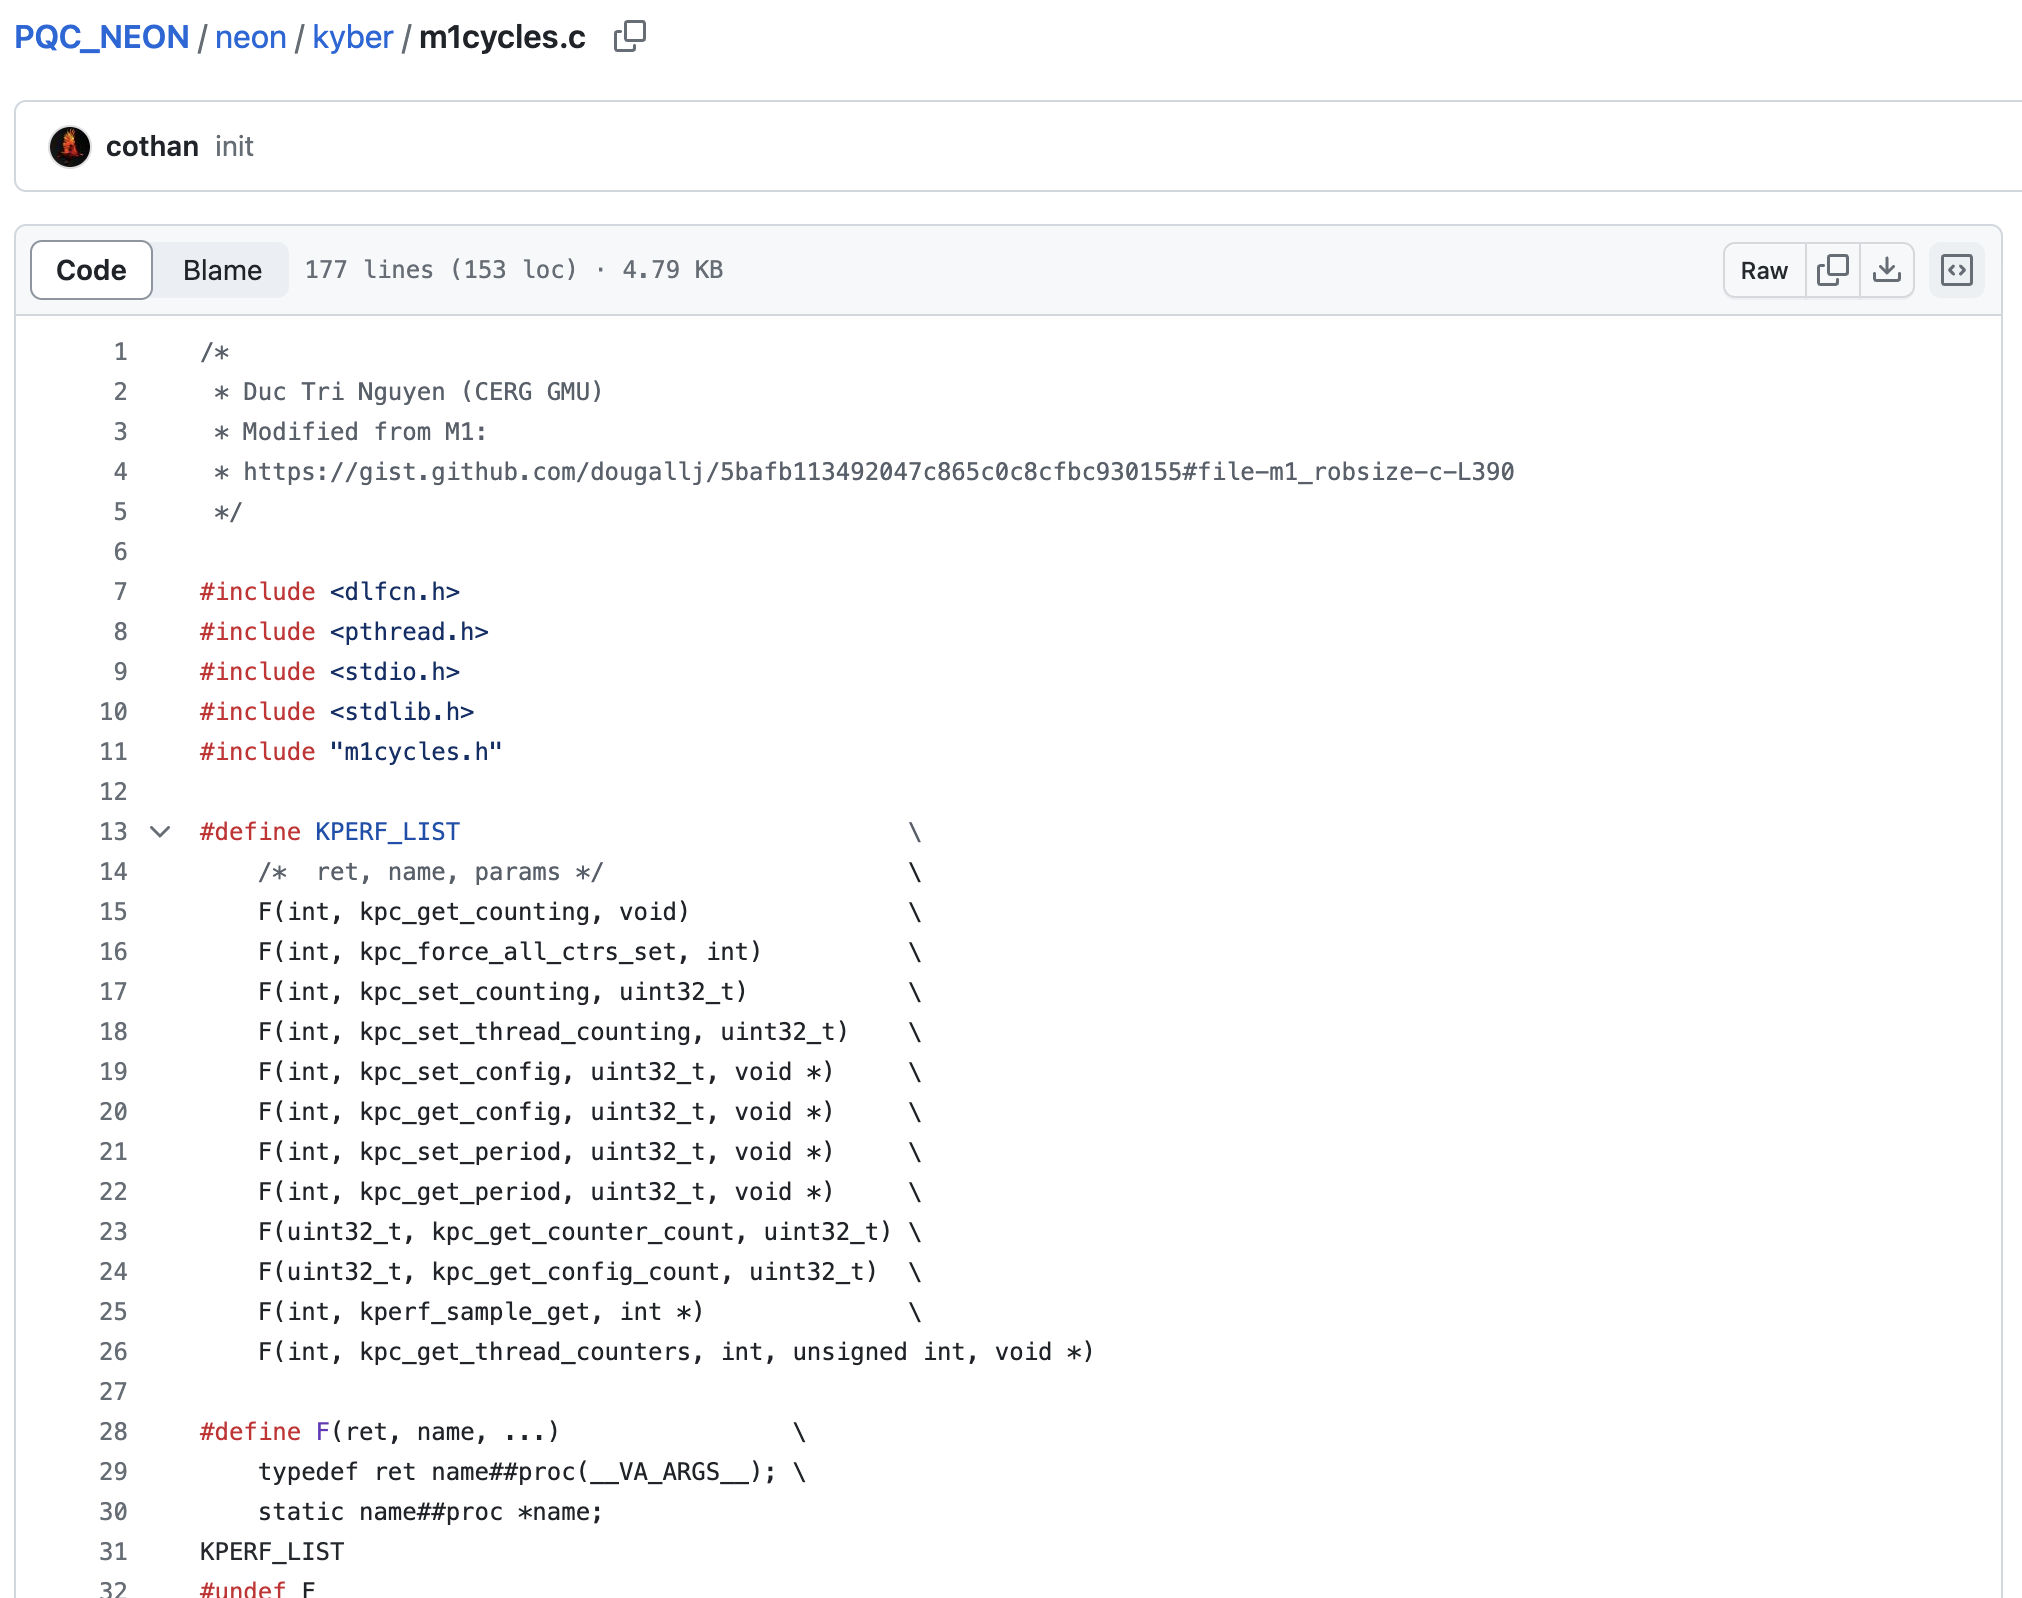 PQC_NEON / neon / kyber / m1cycles.c
cothan init
Code Blame 177 lines (153 loc) · 4.79 KB Raw
1 /*
2  * Duc Tri Nguyen (CERG GMU)
3  * Modified from M1:
4  * https://gist.github.com/dougallj/5bafb113492047c865c0c8cfbc930155#file-m1_robsize-c-L390
5  */
6
7 #include <dlfcn.h>
8 #include <pthread.h>
9 #include <stdio.h>
10 #include <stdlib.h>
11 #include "m1cycles.h"
12
13 #define KPERF_LIST                               \
14     /*  ret, name, params */                     \
15     F(int, kpc_get_counting, void)               \
16     F(int, kpc_force_all_ctrs_set, int)          \
17     F(int, kpc_set_counting, uint32_t)           \
18     F(int, kpc_set_thread_counting, uint32_t)    \
19     F(int, kpc_set_config, uint32_t, void *)     \
20     F(int, kpc_get_config, uint32_t, void *)     \
21     F(int, kpc_set_period, uint32_t, void *)     \
22     F(int, kpc_get_period, uint32_t, void *)     \
23     F(uint32_t, kpc_get_counter_count, uint32_t) \
24     F(uint32_t, kpc_get_config_count, uint32_t)  \
25     F(int, kperf_sample_get, int *)              \
26     F(int, kpc_get_thread_counters, int, unsigned int, void *)
27
28 #define F(ret, name, ...)                \
29     typedef ret name##proc(__VA_ARGS__); \
30     static name##proc *name;
31 KPERF_LIST
32 #undef F